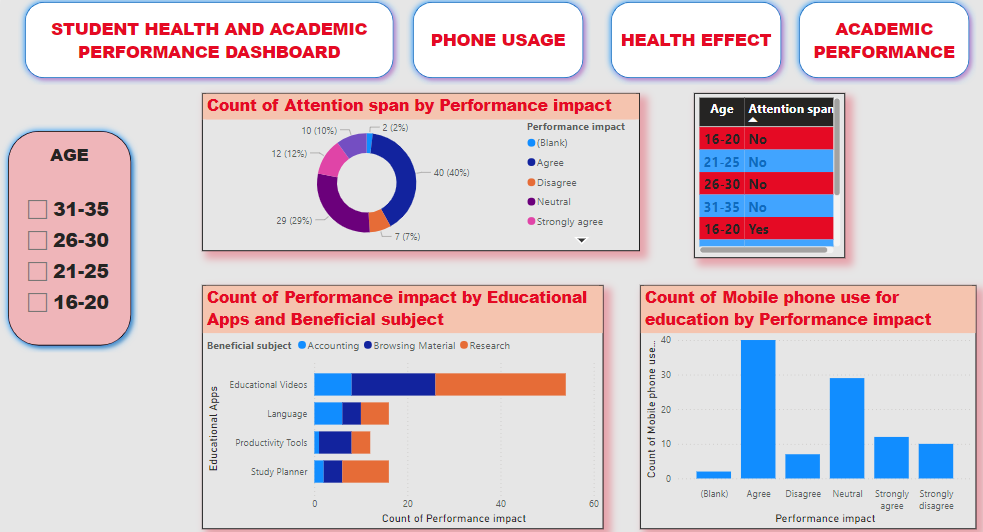 STUDENT HEALTH AND ACADEMIC
PERFORMANCE DASHBOARD
PHONE USAGE
HEALTH EFFECT
ACADEMIC
PERFORMANCE
AGE
31-35
26-30
21-25
16-20
Count of Attention span by Performance impact
10 (10%)
2 (2%)
12 (12%)
40 (40%)
29 (29%)
7 (7%)
Performance impact
(Blank)
Agree
Disagree
Neutral
Strongly agree
Age Attention span
16-20 No
21-25 No
26-30 No
31-35 No
16-20 Yes
Count of Performance impact by Educational
Apps and Beneficial subject
Beneficial subject Accounting Browsing Material Research
Educational Apps
Educational Videos
Language
Productivity Tools
Study Planner
0 20 40 60
Count of Performance impact
Count of Mobile phone use for
education by Performance impact
Count of Mobile phone use...
40
30
20
10
0
(Blank) Agree Disagree Neutral Strongly agree Strongly disagree
Performance impact